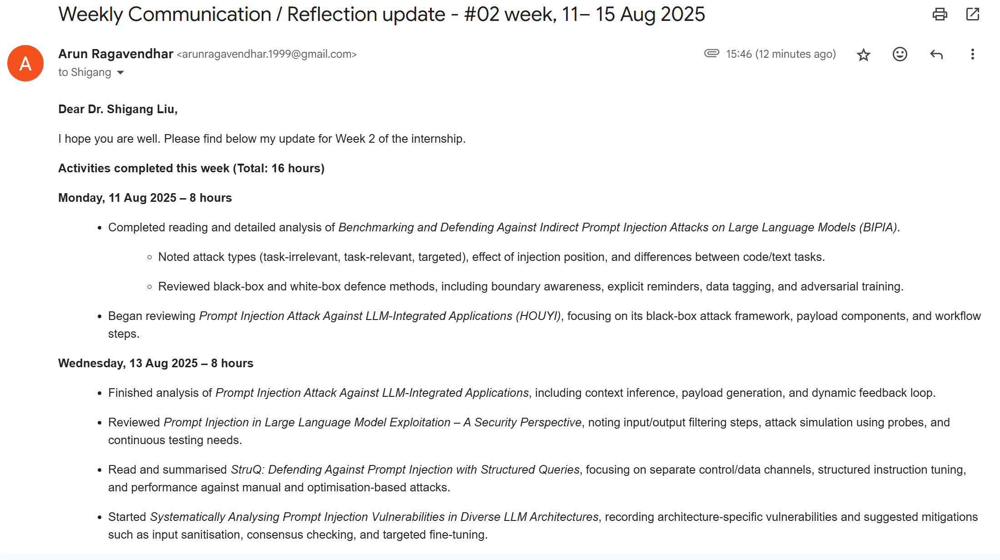 Weekly Communication / Reflection update - #02 week, 11– 15 Aug 2025
A
Arun Ragavendhar <arunragavendhar.1999@gmail.com>
15:46 (12 minutes ago)
to Shigang
Dear Dr. Shigang Liu,
I hope you are well. Please find below my update for Week 2 of the internship.
Activities completed this week (Total: 16 hours)
Monday, 11 Aug 2025 – 8 hours
• Completed reading and detailed analysis of Benchmarking and Defending Against Indirect Prompt Injection Attacks on Large Language Models (BIPIA).
◦ Noted attack types (task-irrelevant, task-relevant, targeted), effect of injection position, and differences between code/text tasks.
◦ Reviewed black-box and white-box defence methods, including boundary awareness, explicit reminders, data tagging, and adversarial training.
• Began reviewing Prompt Injection Attack Against LLM-Integrated Applications (HOUYI), focusing on its black-box attack framework, payload components, and workflow
steps.
Wednesday, 13 Aug 2025 – 8 hours
• Finished analysis of Prompt Injection Attack Against LLM-Integrated Applications, including context inference, payload generation, and dynamic feedback loop.
• Reviewed Prompt Injection in Large Language Model Exploitation – A Security Perspective, noting input/output filtering steps, attack simulation using probes, and
continuous testing needs.
• Read and summarised StruQ: Defending Against Prompt Injection with Structured Queries, focusing on separate control/data channels, structured instruction tuning,
and performance against manual and optimisation-based attacks.
• Started Systematically Analysing Prompt Injection Vulnerabilities in Diverse LLM Architectures, recording architecture-specific vulnerabilities and suggested mitigations
such as input sanitisation, consensus checking, and targeted fine-tuning.